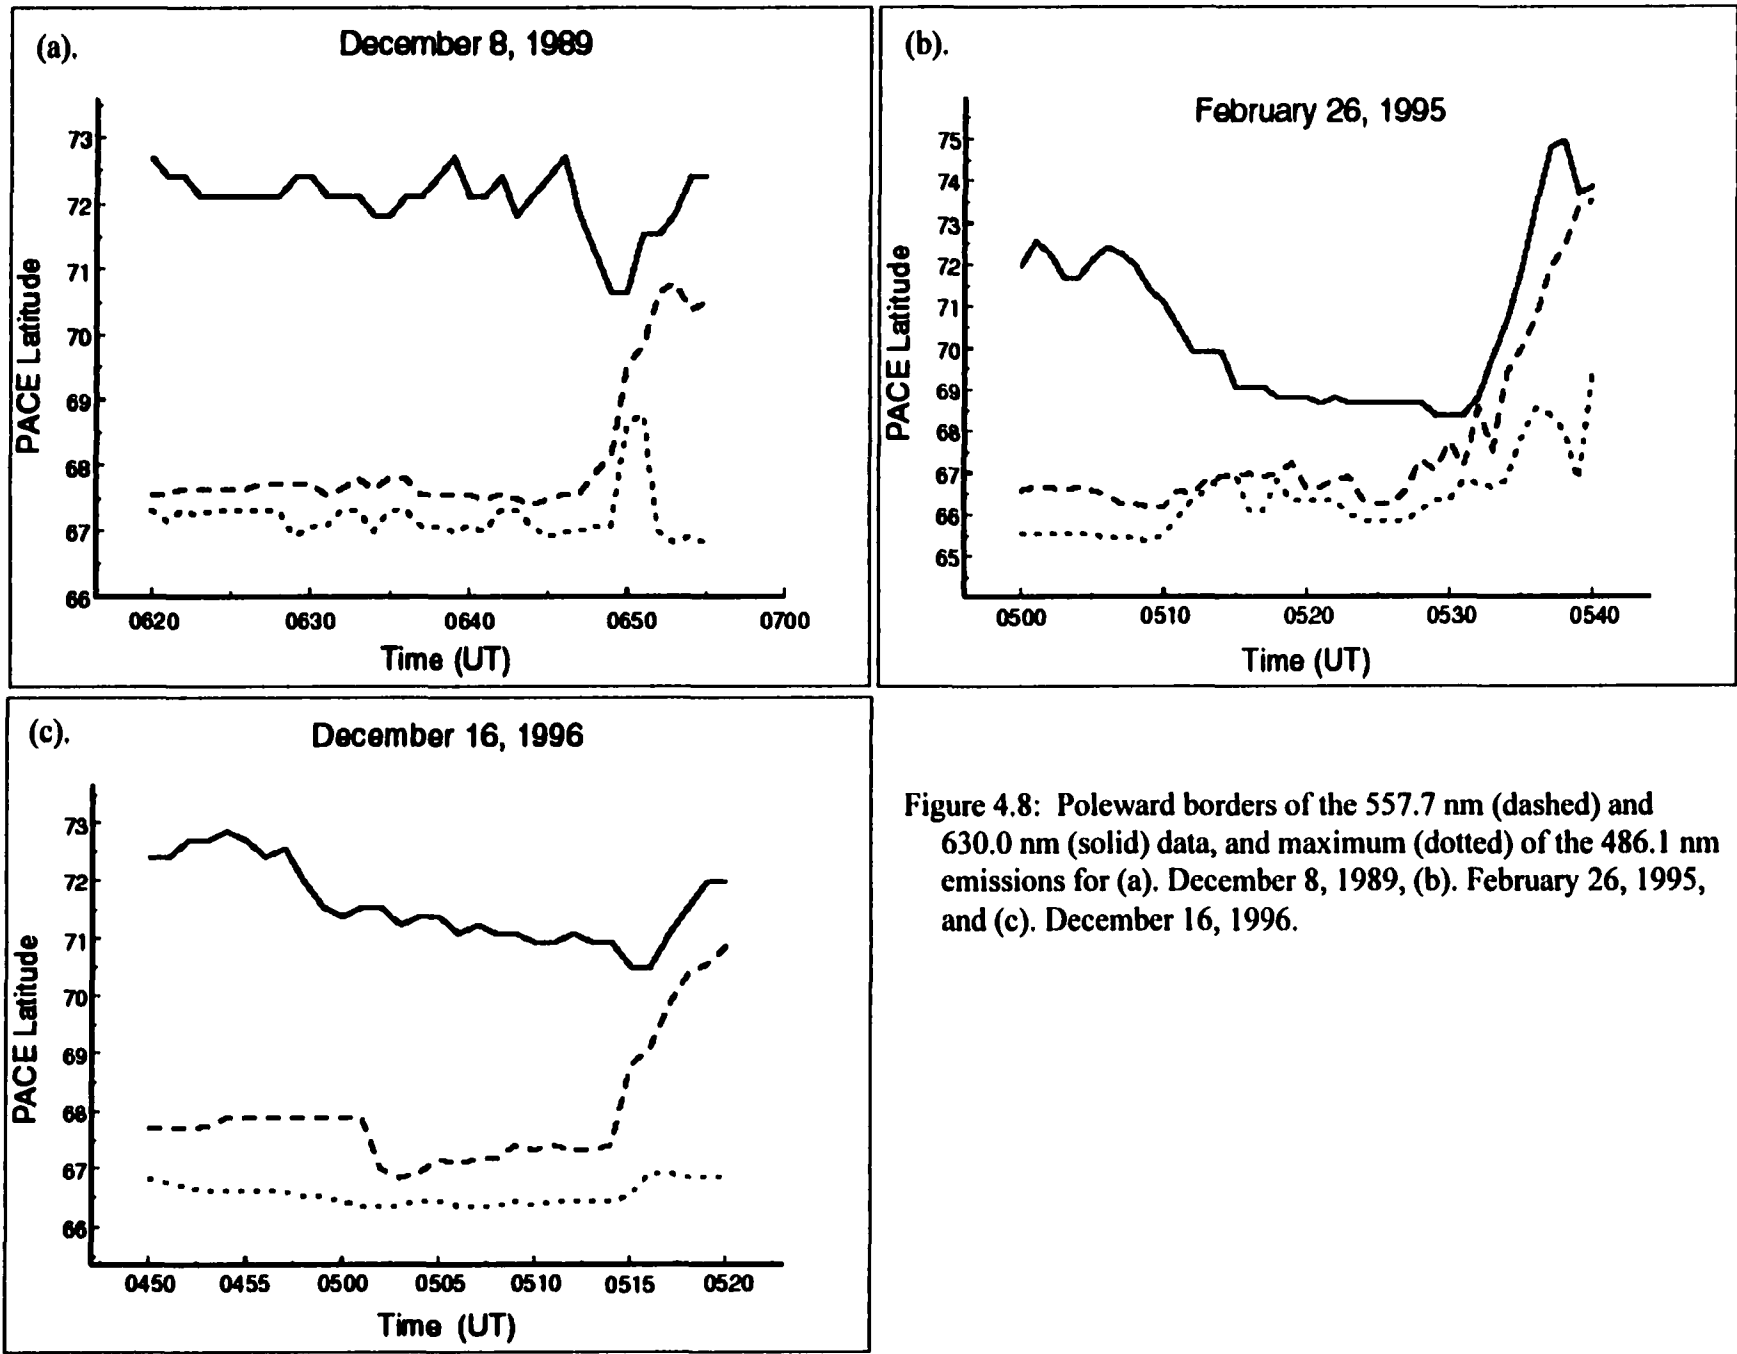 (a).
December 8, 1989
73
72
71
70
69
68
67
66
PACE Latitude
0620
0630
0640
0650
0700
Time (UT)
(b).
February 26, 1995
75
74
73
72
71
70
69
68
67
66
65
PACE Latitude
0500
0510
0520
0530
0540
Time (UT)
(c).
December 16, 1996
73
72
71
70
69
68
67
66
PACE Latitude
0450
0455
0500
0505
0510
0515
0520
Time (UT)
Figure 4.8: Poleward borders of the 557.7 nm (dashed) and
630.0 nm (solid) data, and maximum (dotted) of the 486.1 nm
emissions for (a). December 8, 1989, (b). February 26, 1995,
and (c). December 16, 1996.